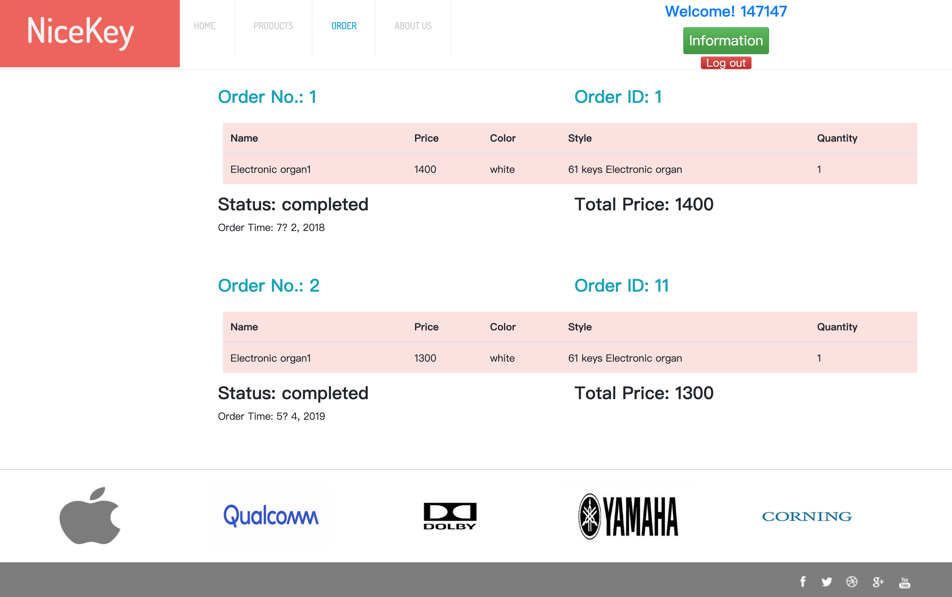 NiceKey
HOME PRODUCTS ORDER ABOUT US
Welcome! 147147
Information
Log out
Order No.: 1 Order ID: 1
Name Price Color Style Quantity
Electronic organ1 1400 white 61 keys Electronic organ 1
Status: completed Total Price: 1400
Order Time: 7? 2, 2018
Order No.: 2 Order ID: 11
Name Price Color Style Quantity
Electronic organ1 1300 white 61 keys Electronic organ 1
Status: completed Total Price: 1300
Order Time: 5? 4, 2019
Qualcomm DOLBY YAMAHA CORNING
f g+ You Tube